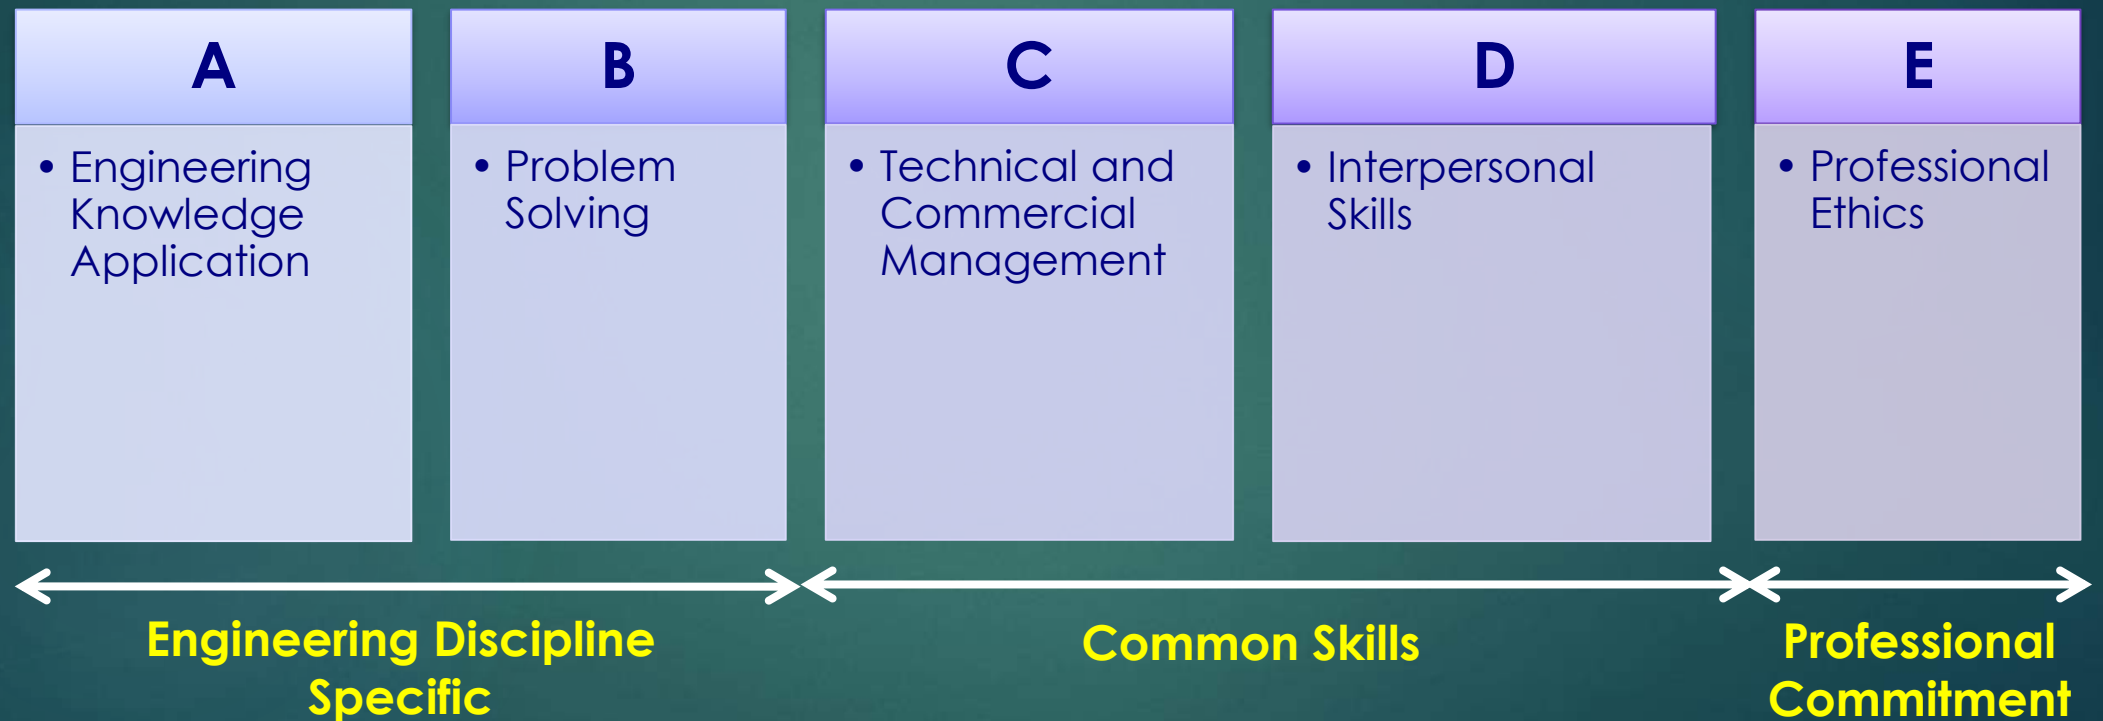 A
• Engineering
Knowledge
Application
B
• Problem
Solving
C
• Technical and
Commercial
Management
D
• Interpersonal
Skills
E
• Professional
Ethics
Engineering Discipline
Specific
Common Skills
Professional
Commitment